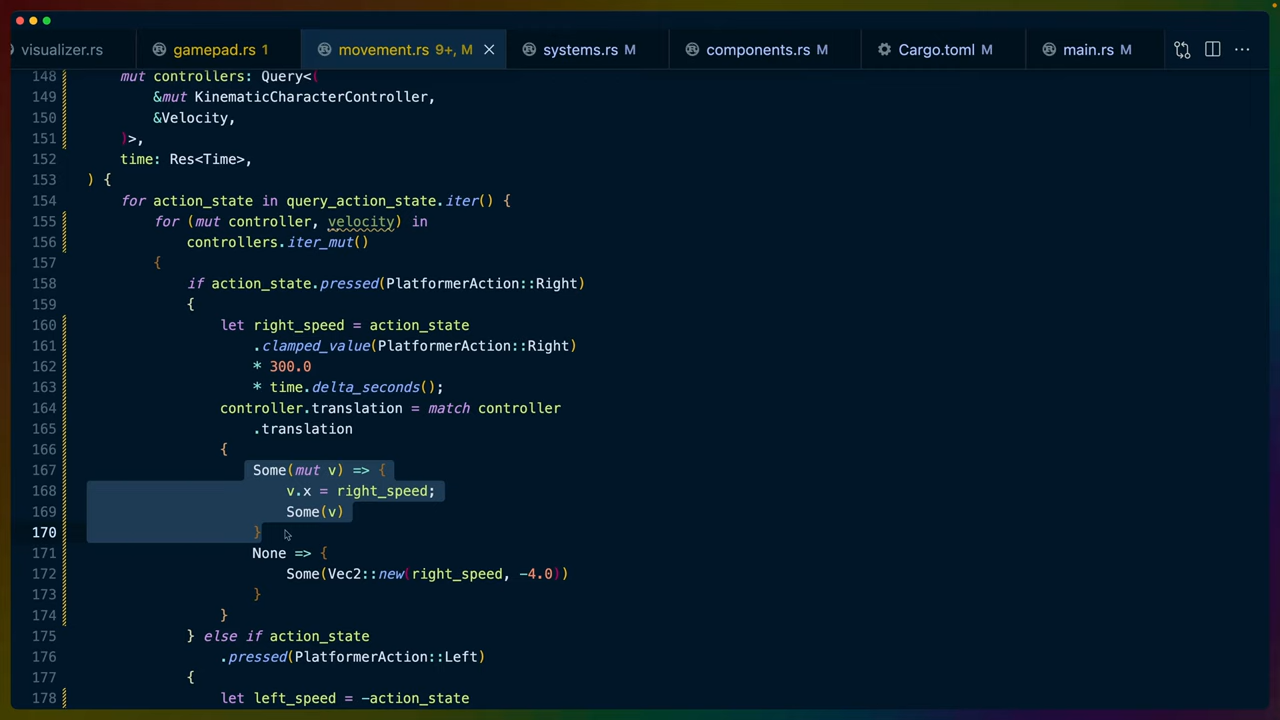 visualizer.rs gamepad.rs 1 movement.rs 9+, M systems.rs M components.rs M Cargo.toml M main.rs M
148 mut controllers: Query<(
149 &mut KinematicCharacterController,
150 &Velocity,
151 )>,
152 time: Res<Time>,
153 ) {
154 for action_state in query_action_state.iter() {
155 for (mut controller, velocity) in
156 controllers.iter_mut()
157 {
158 if action_state.pressed(PlatformerAction::Right)
159 {
160 let right_speed = action_state
161 .clamped_value(PlatformerAction::Right)
162 * 300.0
163 * time.delta_seconds();
164 controller.translation = match controller
165 .translation
166 {
167 Some(mut v) => {
168 v.x = right_speed;
169 Some(v)
170 }
171 None => {
172 Some(Vec2::new(right_speed, -4.0))
173 }
174 }
175 } else if action_state
176 .pressed(PlatformerAction::Left)
177 {
178 let left_speed = -action_state